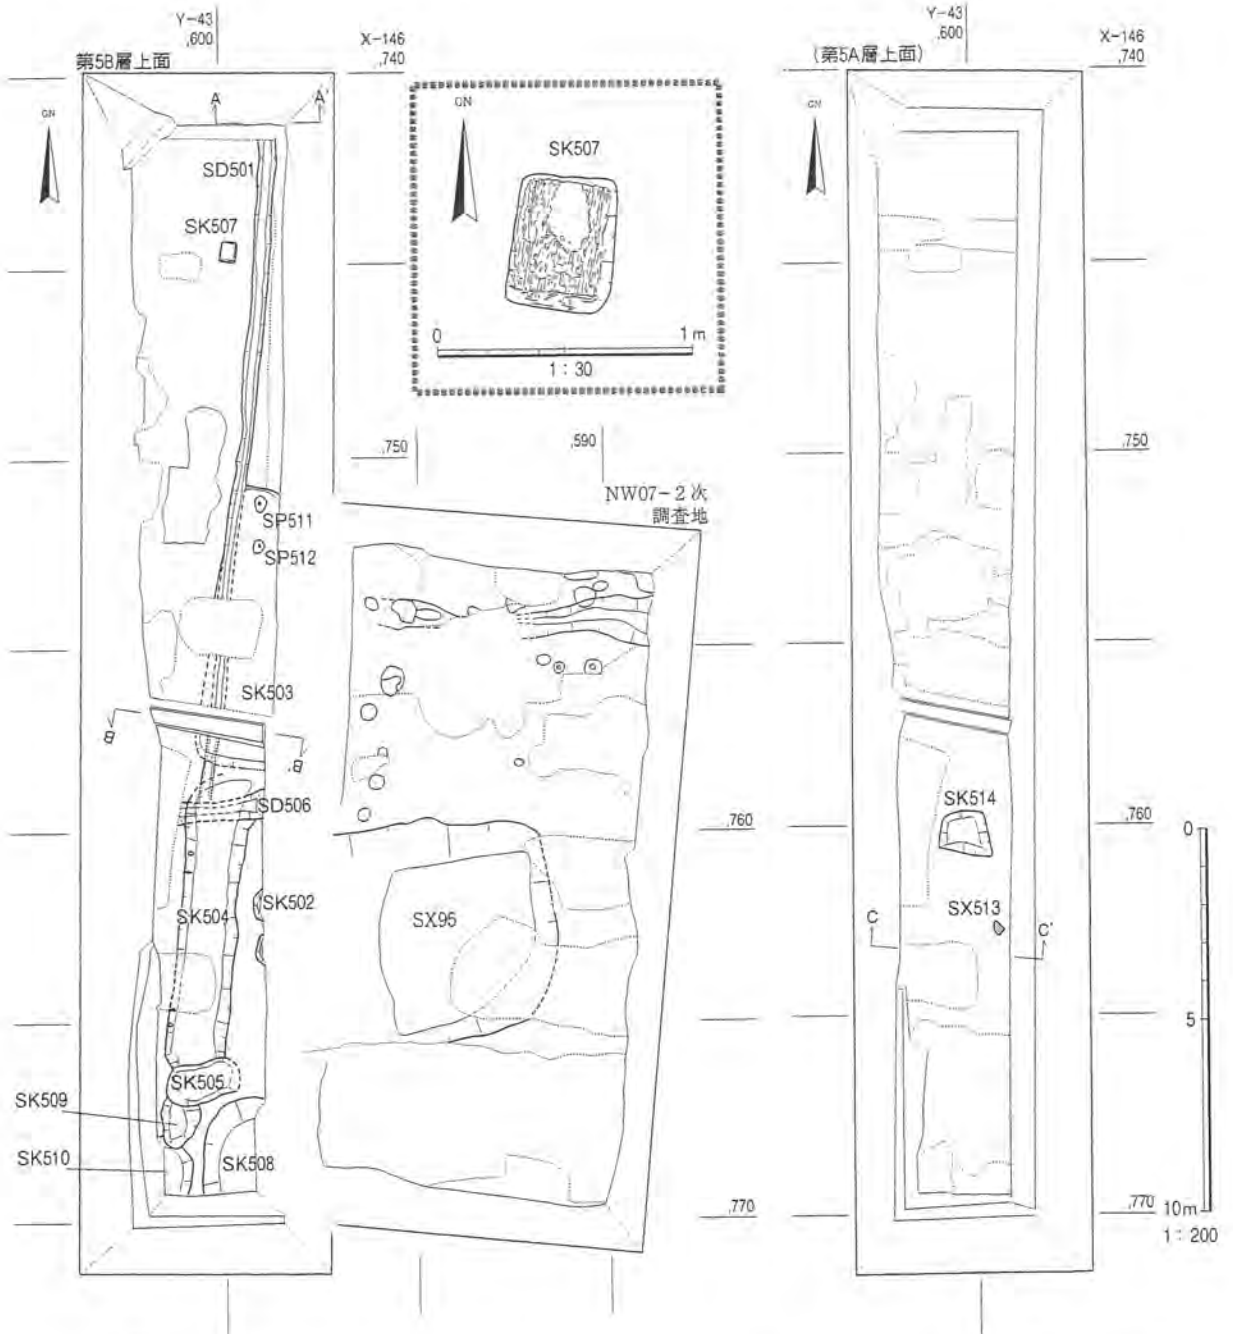 Y-43
,600
X-146
,740
第5B層上面
A
A'
GN
SD501
SK507
,750
SP511
SP512
SK503
B
B'
SD506
SK502
SK504
SK505
SK509
SK510
SK508
GN
SK507
0
1m
1:30
,590
NW07-2次
調査地
,760
SX95
,770
Y-43
,600
X-146
,740
(第5A層上面)
GN
,750
SK514
,760
SX513
C
C'
,770
0
5
10m
1:200